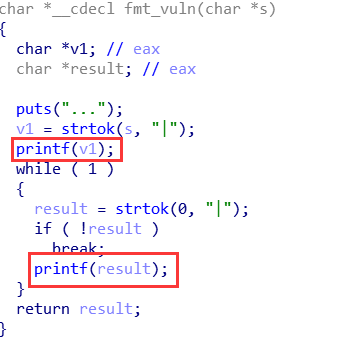 char *__cdecl fmt_vuln(char *s)
{
  char *v1; // eax
  char *result; // eax

  puts("...");
  v1 = strtok(s, "|");
  printf(v1);
  while ( 1 )
  {
    result = strtok(0, "|");
    if ( !result )
      break;
    printf(result);
  }
  return result;
}